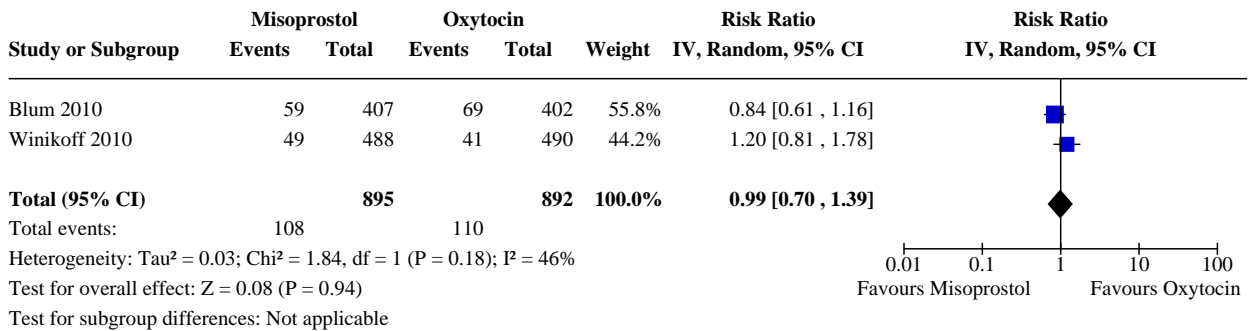 Misoprostol Oxytocin Risk Ratio Risk Ratio
Study or Subgroup Events Total Events Total Weight IV, Random, 95% CI IV, Random, 95% CI
Blum 2010 59 407 69 402 55.8% 0.84 [0.61 , 1.16]
Winikoff 2010 49 488 41 490 44.2% 1.20 [0.81 , 1.78]
Total (95% CI) 895 892 100.0% 0.99 [0.70 , 1.39]
Total events: 108 110
Heterogeneity: Tau² = 0.03; Chi² = 1.84, df = 1 (P = 0.18); I² = 46%
Test for overall effect: Z = 0.08 (P = 0.94)
Test for subgroup differences: Not applicable
0.01 0.1 1 10 100
Favours Misoprostol Favours Oxytocin